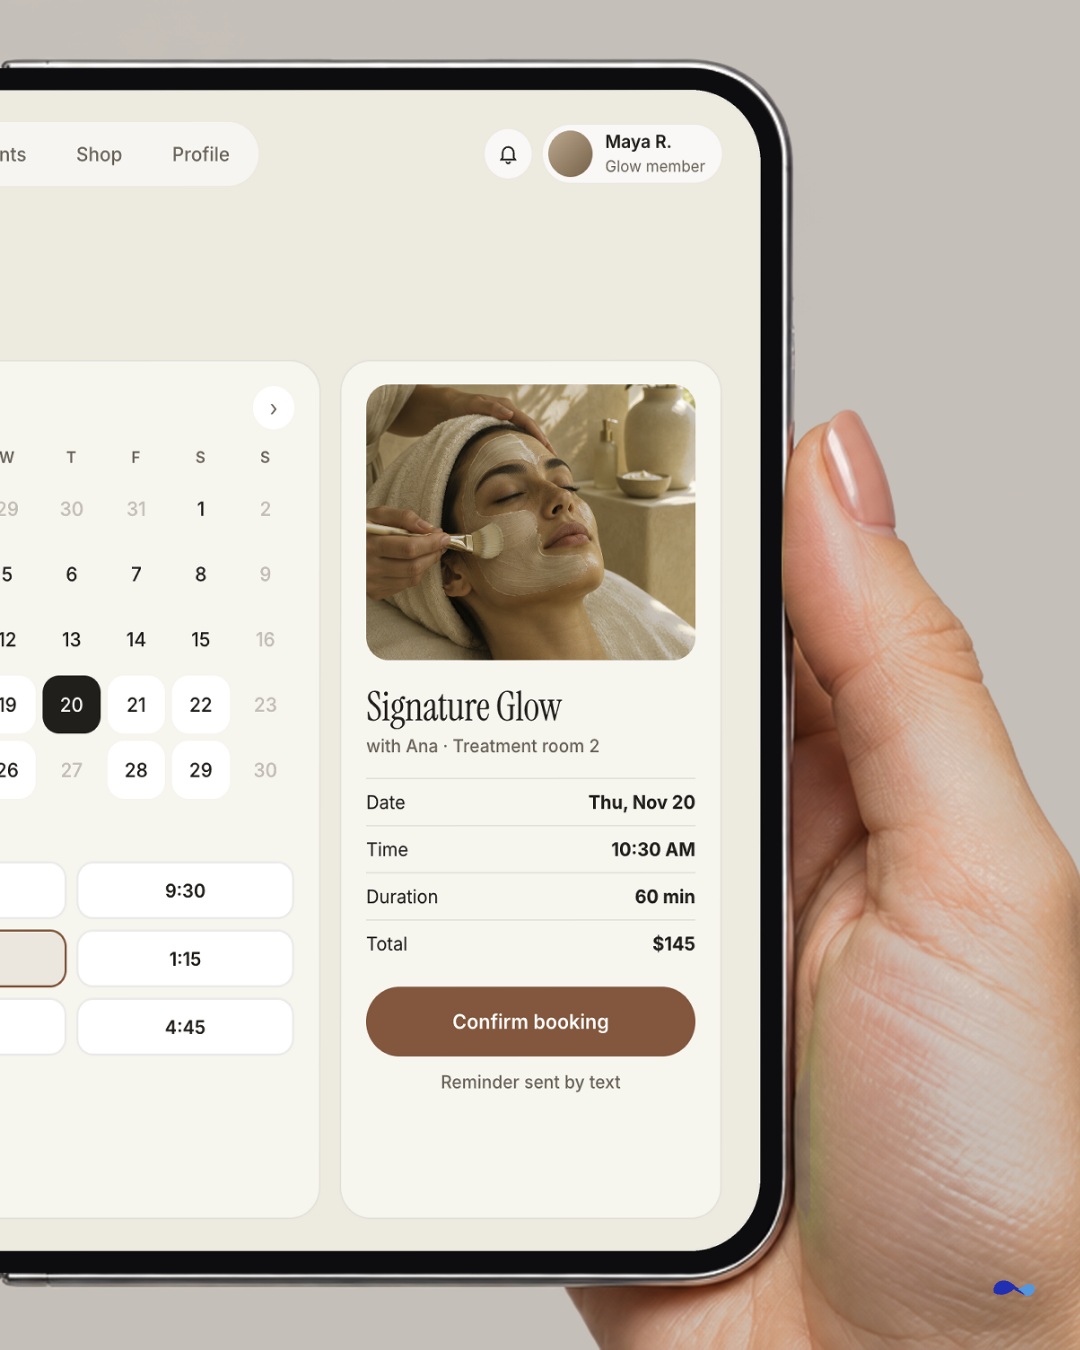 nts Shop Profile
Maya R.
Glow member
›
W T F S S
29 30 31 1 2
5 6 7 8 9
12 13 14 15 16
19 20 21 22 23
26 27 28 29 30
9:30
1:15
4:45
Signature Glow
with Ana · Treatment room 2
Date Thu, Nov 20
Time 10:30 AM
Duration 60 min
Total $145
Confirm booking
Reminder sent by text